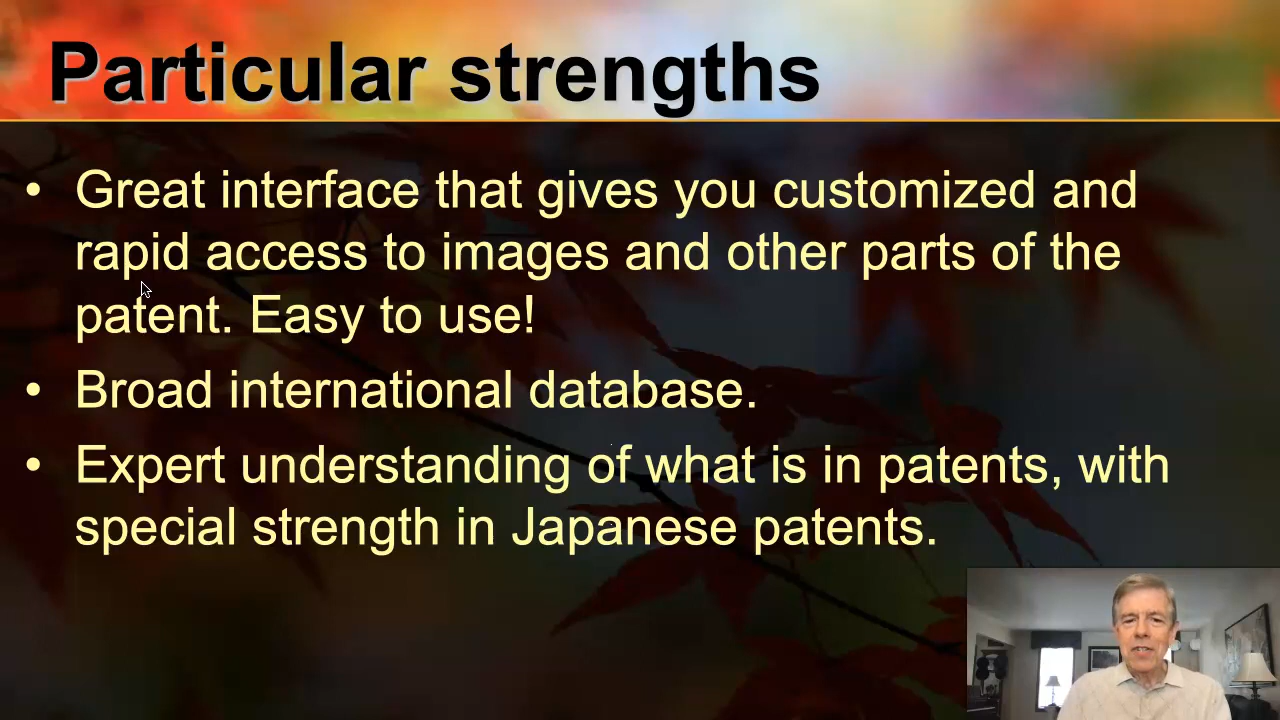 Particular strengths
• Great interface that gives you customized and
rapid access to images and other parts of the
patent. Easy to use!
• Broad international database.
• Expert understanding of what is in patents, with
special strength in Japanese patents.